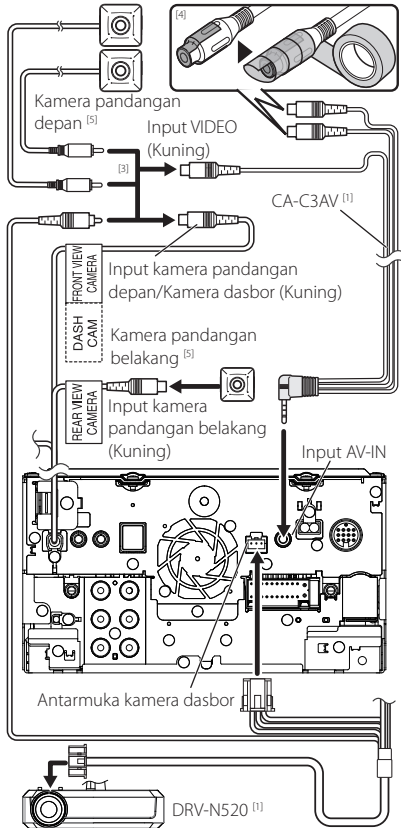 [4]
Kamera pandangan
depan [5]
Input VIDEO
(Kuning)
[3]
CA-C3AV [1]
FRONT VIEW
CAMERA
Input kamera pandangan
depan/Kamera dasbor (Kuning)
DASH
CAM
Kamera pandangan
belakang [5]
REAR VIEW
CAMERA
Input kamera
pandangan belakang
(Kuning)
Input AV-IN
Antarmuka kamera dasbor
DRV-N520 [1]